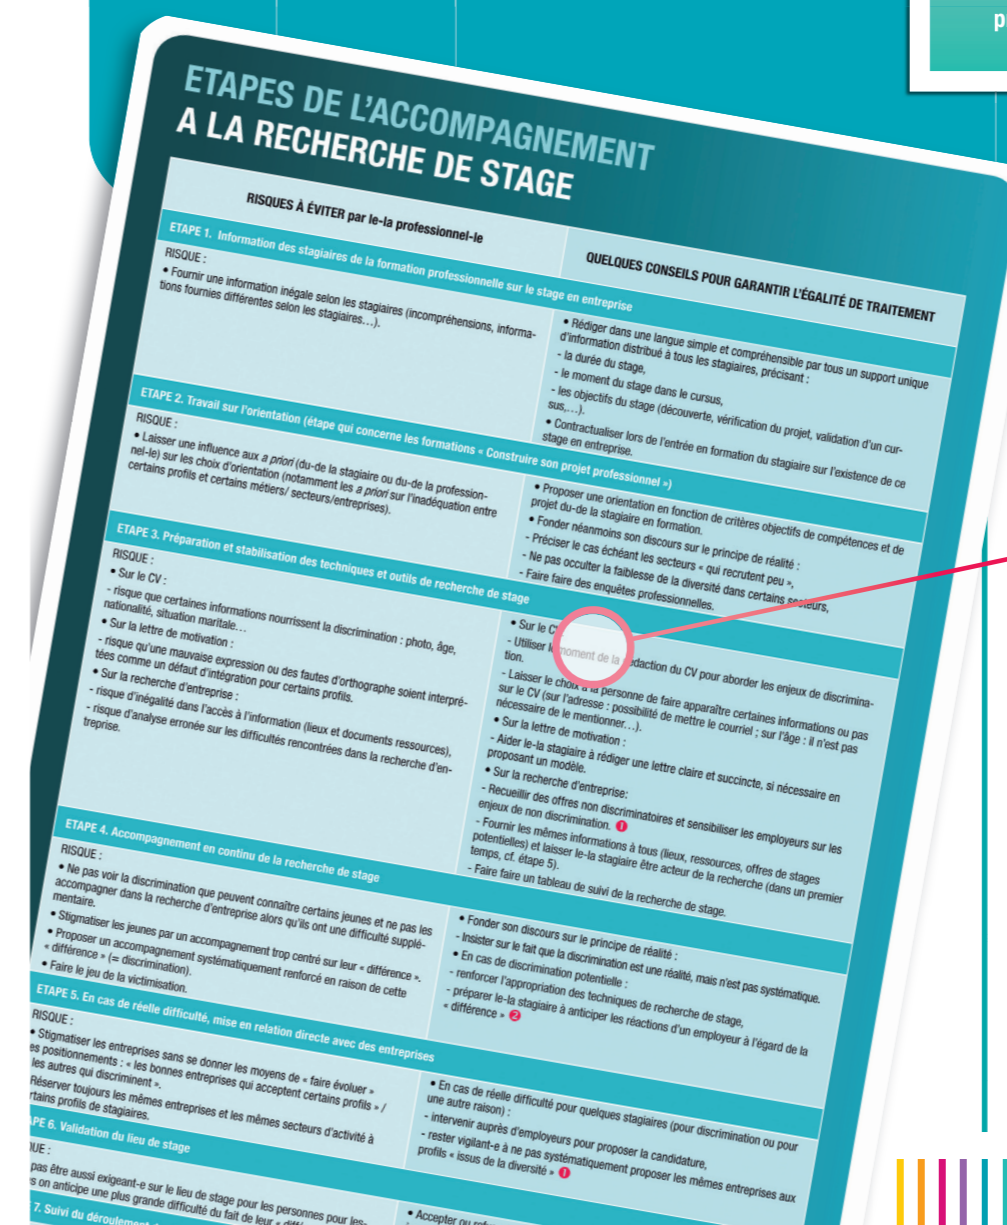 p
ETAPES DE L'ACCOMPAGNEMENT
A LA RECHERCHE DE STAGE
RISQUES À ÉVITER par le-la professionnel-le
QUELQUES CONSEILS POUR GARANTIR L'ÉGALITÉ DE TRAITEMENT
ETAPE 1. Information des stagiaires de la formation professionnelle sur le stage en entreprise
RISQUE :
• Fournir une information inégale selon les stagiaires (incompréhensions, informa-
tions fournies différentes selon les stagiaires…).
• Rédiger dans une langue simple et compréhensible par tous un support unique
d'information distribué à tous les stagiaires, précisant :
- la durée du stage,
- le moment du stage dans le cursus,
- les objectifs du stage (découverte, vérification du projet, validation d'un cur-
sus,…).
• Contractualiser lors de l'entrée en formation du stagiaire sur l'existence de ce
stage en entreprise.
ETAPE 2. Travail sur l'orientation (étape qui concerne les formations « Construire son projet professionnel »)
RISQUE :
• Laisser une influence aux a priori (du-de la stagiaire ou du-de la profession-
nel-le) sur les choix d'orientation (notamment les a priori sur l'inadéquation entre
certains profils et certains métiers/ secteurs/entreprises).
• Proposer une orientation en fonction de critères objectifs de compétences et de
projet du-de la stagiaire en formation.
• Fonder néanmoins son discours sur le principe de réalité :
- Préciser le cas échéant les secteurs « qui recrutent peu »,
- Ne pas occulter la faiblesse de la diversité dans certains secteurs,
- Faire faire des enquêtes professionnelles.
ETAPE 3. Préparation et stabilisation des techniques et outils de recherche de stage
RISQUE :
• Sur le CV :
- risque que certaines informations nourrissent la discrimination : photo, âge,
nationalité, situation maritale…
• Sur la lettre de motivation :
- risque qu'une mauvaise expression ou des fautes d'orthographe soient interpré-
tées comme un défaut d'intégration pour certains profils.
• Sur la recherche d'entreprise :
- risque d'inégalité dans l'accès à l'information (lieux et documents ressources),
- risque d'analyse erronée sur les difficultés rencontrées dans la recherche d'en-
treprise.
• Sur le C
- Utiliser le moment de la rédaction du CV pour aborder les enjeux de discrimina-
tion.
- Laisser le choix à la personne de faire apparaître certaines informations ou pas
sur le CV (sur l'adresse : possibilité de mettre le courriel ; sur l'âge : il n'est pas
nécessaire de le mentionner…).
• Sur la lettre de motivation :
- Aider le-la stagiaire à rédiger une lettre claire et succincte, si nécessaire en
proposant un modèle.
• Sur la recherche d'entreprise:
- Recueillir des offres non discriminatoires et sensibiliser les employeurs sur les
enjeux de non discrimination. 1
- Fournir les mêmes informations à tous (lieux, ressources, offres de stages
potentielles) et laisser le-la stagiaire être acteur de la recherche (dans un premier
temps, cf. étape 5).
- Faire faire un tableau de suivi de la recherche de stage.
ETAPE 4. Accompagnement en continu de la recherche de stage
RISQUE :
• Ne pas voir la discrimination que peuvent connaître certains jeunes et ne pas les
accompagner dans la recherche d'entreprise alors qu'ils ont une difficulté supplé-
mentaire.
• Stigmatiser les jeunes par un accompagnement trop centré sur leur « différence ».
• Proposer un accompagnement systématiquement renforcé en raison de cette
« différence » (= discrimination).
• Faire le jeu de la victimisation.
• Fonder son discours sur le principe de réalité :
- Insister sur le fait que la discrimination est une réalité, mais n'est pas systématique.
• En cas de discrimination potentielle :
- renforcer l'appropriation des techniques de recherche de stage,
- préparer le-la stagiaire à anticiper les réactions d'un employeur à l'égard de la
« différence » 2
ETAPE 5. En cas de réelle difficulté, mise en relation directe avec des entreprises
RISQUE :
• Stigmatiser les entreprises sans se donner les moyens de « faire évoluer »
es positionnements : « les bonnes entreprises qui acceptent certains profils » /
les autres qui discriminent ».
Réserver toujours les mêmes entreprises et les mêmes secteurs d'activité à
rtains profils de stagiaires.
• En cas de réelle difficulté pour quelques stagiaires (pour discrimination ou pour
une autre raison) :
- intervenir auprès d'employeurs pour proposer la candidature,
- rester vigilant-e à ne pas systématiquement proposer les mêmes entreprises aux
profils « issus de la diversité » 1
APE 6. Validation du lieu de stage
QUE :
pas être aussi exigeant-e sur le lieu de stage pour les personnes pour les-
s on anticipe une plus grande difficulté du fait de leur «
• Accepter ou
7. Suivi du